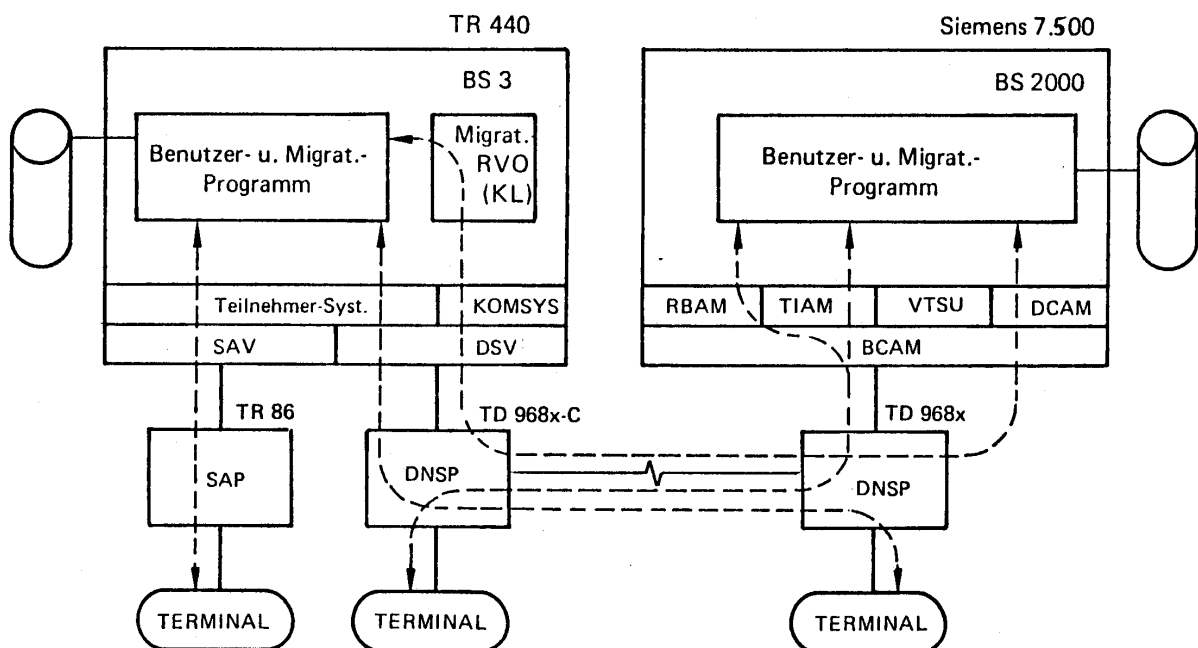 TR 440
Siemens 7.500
BS 3
BS 2000
Benutzer- u. Migrat.-
Programm
Migrat.
RVO
(KL)
Benutzer- u. Migrat.-
Programm
Teilnehmer-Syst.
KOMSYS
RBAM
TIAM
VTSU
DCAM
SAV
DSV
BCAM
TR 86
TD 968x-C
TD 968x
SAP
DNSP
DNSP
TERMINAL
TERMINAL
TERMINAL